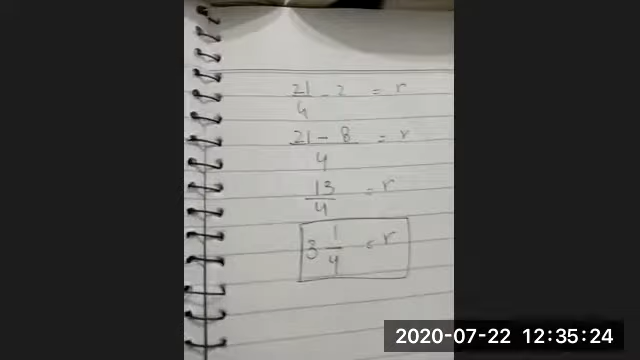 21/4 - 2 = r
21 - 8/4 = r
13/4 = r
3 1/4 = r
2020-07-22 12:35:24